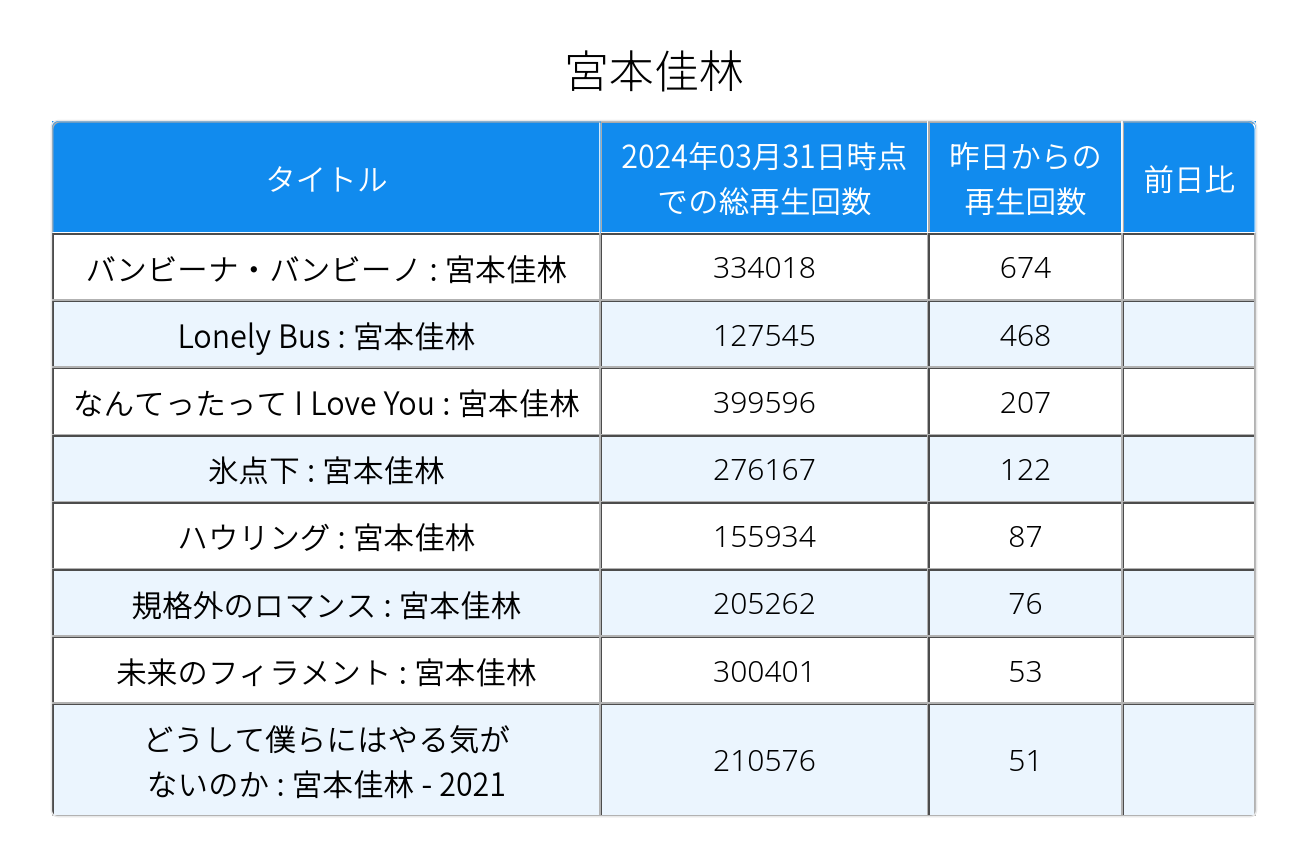 宮本佳林
タイトル
2024年03月31日時点
での総再生回数
昨日からの
再生回数
前日比
バンビーナ・バンビーノ : 宮本佳林
334018
674
Lonely Bus : 宮本佳林
127545
468
なんてったって I Love You : 宮本佳林
399596
207
氷点下 : 宮本佳林
276167
122
ハウリング : 宮本佳林
155934
87
規格外のロマンス : 宮本佳林
205262
76
未来のフィラメント : 宮本佳林
300401
53
どうして僕らにはやる気が
ないのか : 宮本佳林 - 2021
210576
51